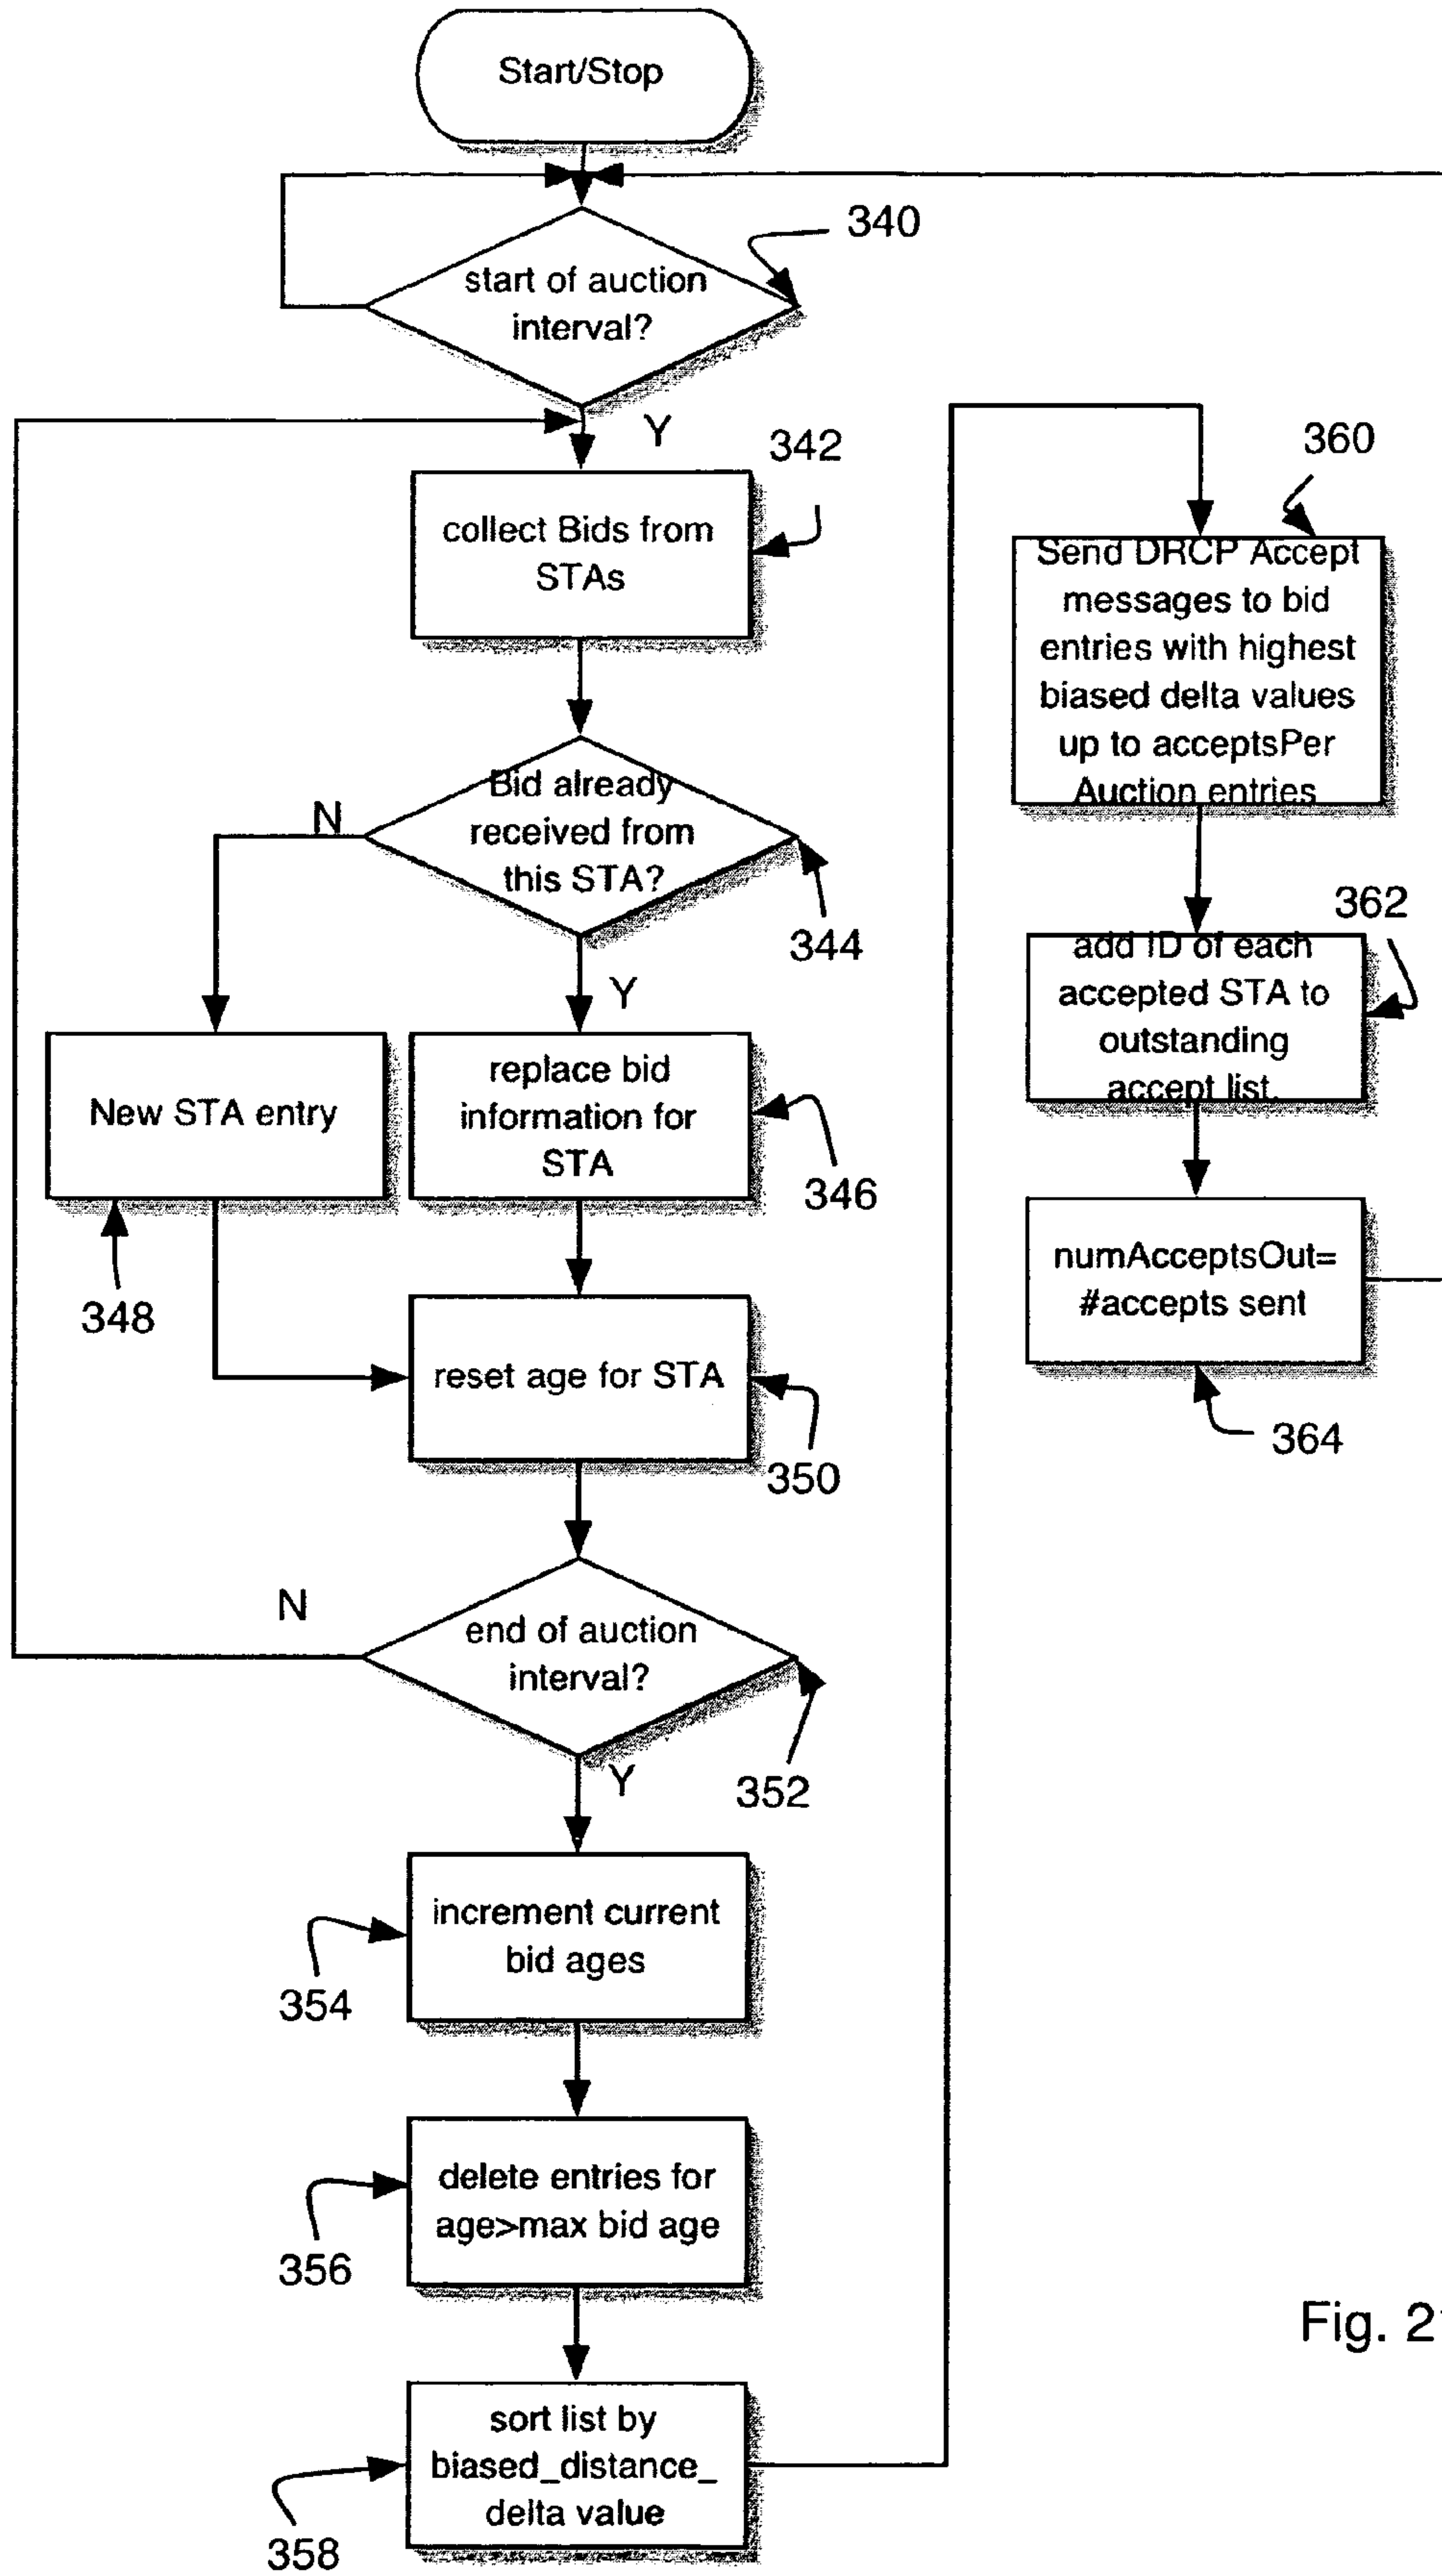 Start/Stop
340
start of auction
interval?
Y
342
collect Bids from
STAs
Bid already
received from
this STA?
N
344
Y
New STA entry
348
replace bid
information for
STA
346
reset age for STA
350
N
end of auction
interval?
352
Y
increment current
bid ages
354
delete entries for
age>max bid age
356
sort list by
biased_distance_
delta value
358
360
Send DRCP Accept
messages to bid
entries with highest
biased delta values
up to acceptsPer
Auction entries
362
add ID of each
accepted STA to
outstanding
accept list.
numAcceptsOut=
#accepts sent
364
Fig. 2